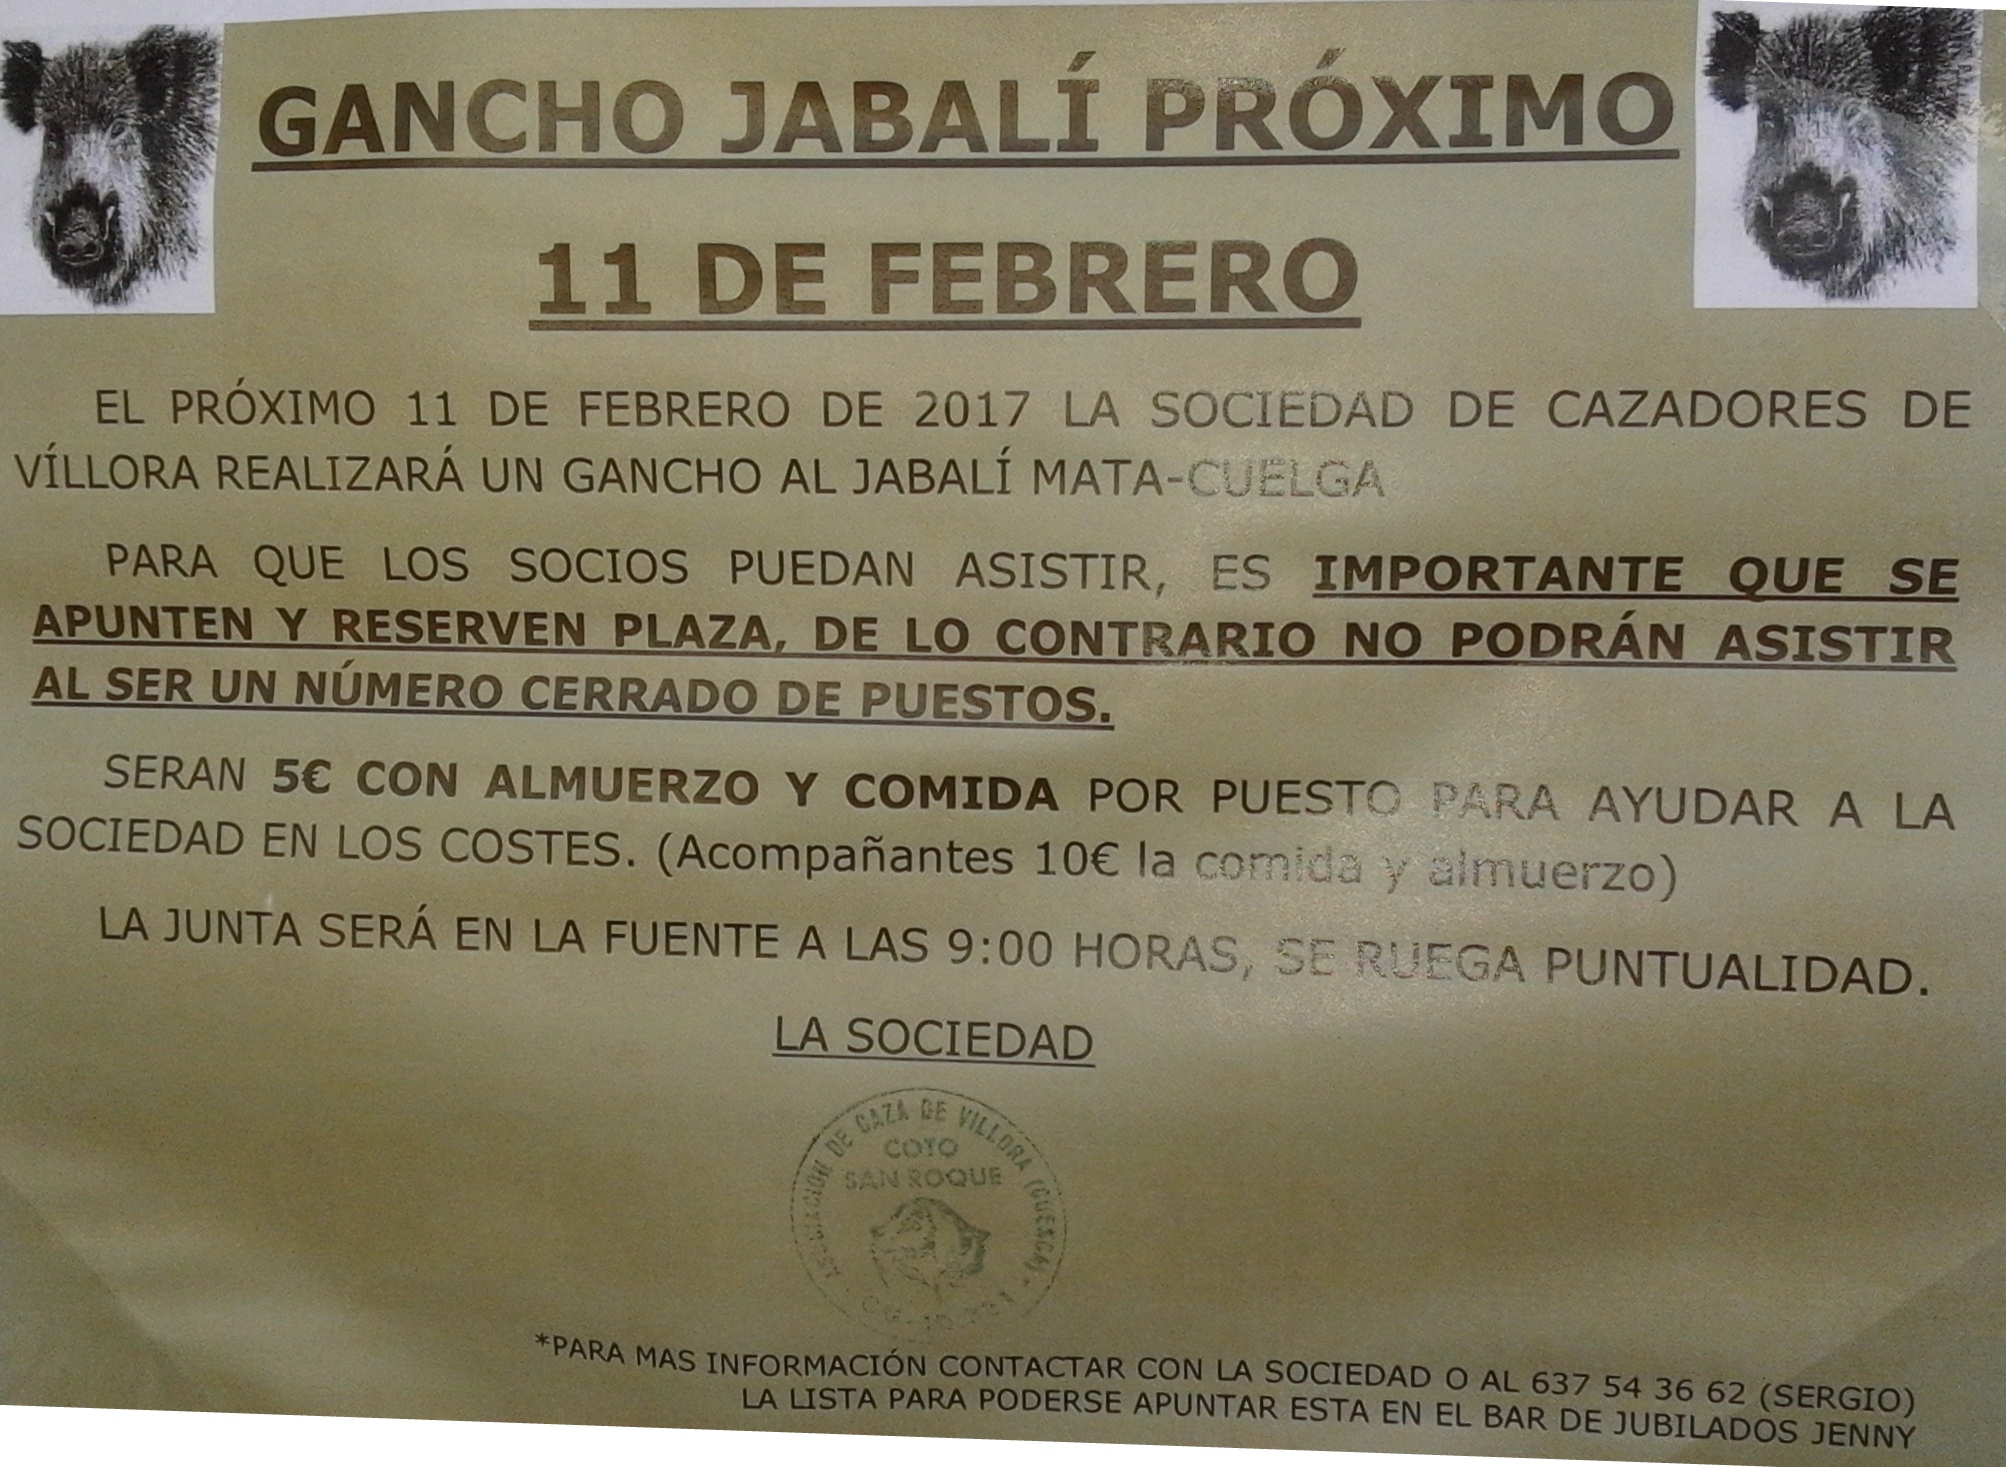 GANCHO JABALÍ PRÓXIMO
11 DE FEBRERO
EL PRÓXIMO 11 DE FEBRERO DE 2017 LA SOCIEDAD DE CAZADORES DE
VÍLLORA REALIZARÁ UN GANCHO AL JABALÍ MATA-CUELGA
PARA QUE LOS SOCIOS PUEDAN ASISTIR, ES IMPORTANTE QUE SE
APUNTEN Y RESERVEN PLAZA, DE LO CONTRARIO NO PODRÁN ASISTIR
AL SER UN NÚMERO CERRADO DE PUESTOS.
SERAN 5€ CON ALMUERZO Y COMIDA POR PUESTO PARA AYUDAR A LA
SOCIEDAD EN LOS COSTES. (Acompañantes 10€ la comida y almuerzo)
LA JUNTA SERÁ EN LA FUENTE A LAS 9:00 HORAS, SE RUEGA PUNTUALIDAD.
LA SOCIEDAD
ASOCIACIÓN DE CAZA DE VILLORA (CUENCA)
COTO
SAN ROQUE
*PARA MAS INFORMACIÓN CONTACTAR CON LA SOCIEDAD O AL 637 54 36 62 (SERGIO)
LA LISTA PARA PODERSE APUNTAR ESTA EN EL BAR DE JUBILADOS JENNY